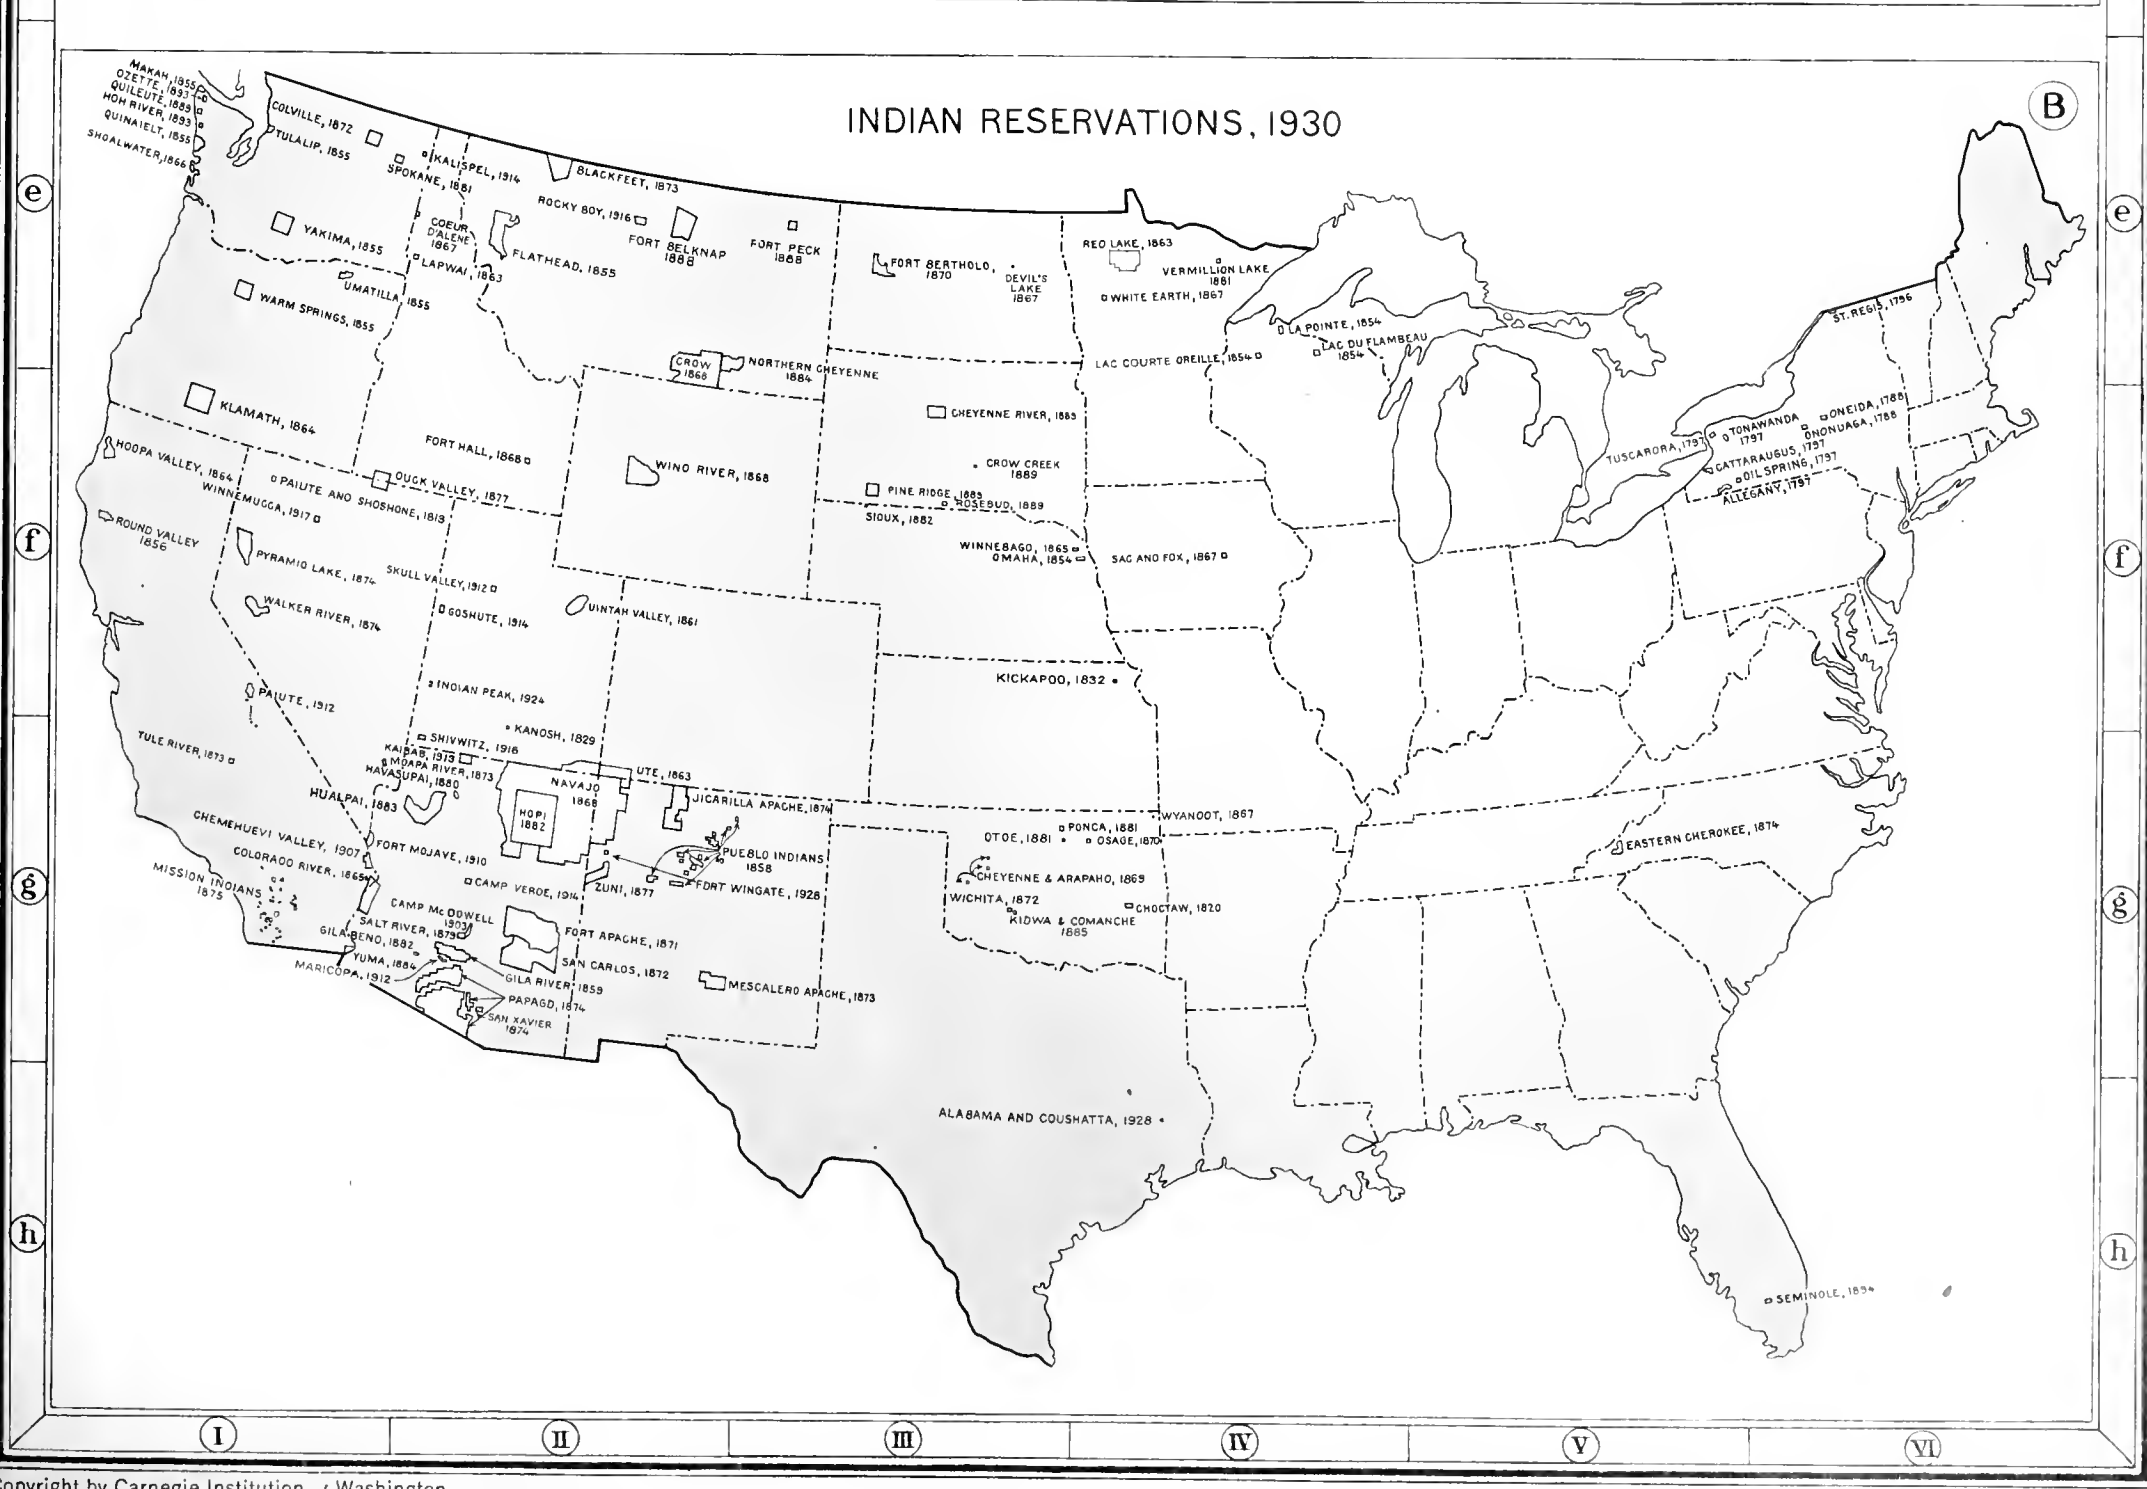 INDIAN RESERVATIONS, 1930
B
MAKAH, 1855
OZETTE, 1893
QUILEUTE, 1889
HOH RIVER, 1893
QUINAIELT, 1855
SHOALWATER, 1866
COLVILLE, 1872
TULALIP, 1855
KALISPEL, 1914
SPOKANE, 1881
BLACKFEET, 1873
ROCKY BOY, 1916
FORT BELKNAP
1888
FORT PECK
1888
YAKIMA, 1855
COEUR
D'ALENE
1867
FLATHEAD, 1855
LAPWAI, 1863
UMATILLA, 1855
WARM SPRINGS, 1855
FORT BERTHOLD,
1870
DEVIL'S
LAKE
1867
RED LAKE, 1863
VERMILLION LAKE
1881
WHITE EARTH, 1867
LA POINTE, 1854
LAC DU FLAMBEAU
1854
LAC COURTE OREILLE, 1854
ST. REGIS, 1796
CROW
1868
NORTHERN CHEYENNE
1884
KLAMATH, 1864
FORT HALL, 1868
WIND RIVER, 1868
CHEYENNE RIVER, 1889
CROW CREEK
1889
PINE RIDGE, 1889
ROSEBUD, 1889
SIOUX, 1882
TUSCARORA, 1797
TONAWANDA
1797
ONEIDA, 1788
ONONUAGA, 1788
CATTARAUGUS, 1797
OIL SPRING, 1797
ALLEGANY, 1797
HOOPA VALLEY, 1864
PAIUTE AND SHOSHONE, 1913
DUCK VALLEY, 1877
WINNEMUGGA, 1917
ROUND VALLEY
1856
PYRAMID LAKE, 1874
SKULL VALLEY, 1912
WALKER RIVER, 1874
GOSHUTE, 1914
UINTAH VALLEY, 1861
WINNEBAGO, 1865
OMAHA, 1854
SAC AND FOX, 1867
PAIUTE, 1912
INDIAN PEAK, 1924
KANOSH, 1829
KICKAPOO, 1832
TULE RIVER, 1873
SHIVWITZ, 1916
KAIBAB, 1913
MOAPA RIVER, 1873
HAVASUPAI, 1880
HUALPAI, 1883
NAVAJO
1868
HOPI
1882
UTE, 1863
JICARILLA APACHE, 1874
WYANDOT, 1867
PONCA, 1881
OTOE, 1881
OSAGE, 1870
EASTERN CHEROKEE, 1874
CHEMEHUEVI VALLEY, 1907
FORT MOJAVE, 1910
COLORADO RIVER, 1865
MISSION INDIANS
1875
CAMP VERDE, 1914
ZUNI, 1877
PUEBLO INDIANS
1858
FORT WINGATE, 1928
CHEYENNE & ARAPAHO, 1869
WICHITA, 1872
KIOWA & COMANCHE
1885
CHOCTAW, 1820
CAMP McDOWELL
1903
SALT RIVER, 1879
GILA BEND, 1882
YUMA, 1884
MARICOPA, 1912
FORT APACHE, 1871
SAN CARLOS, 1872
GILA RIVER, 1859
PAPAGO, 1874
SAN XAVIER
1874
MESCALERO APACHE, 1873
ALABAMA AND COUSHATTA, 1928
SEMINOLE, 1894
e
f
g
h
e
f
g
h
I
II
III
IV
V
VI
Copyright by Carnegie Institution Washington